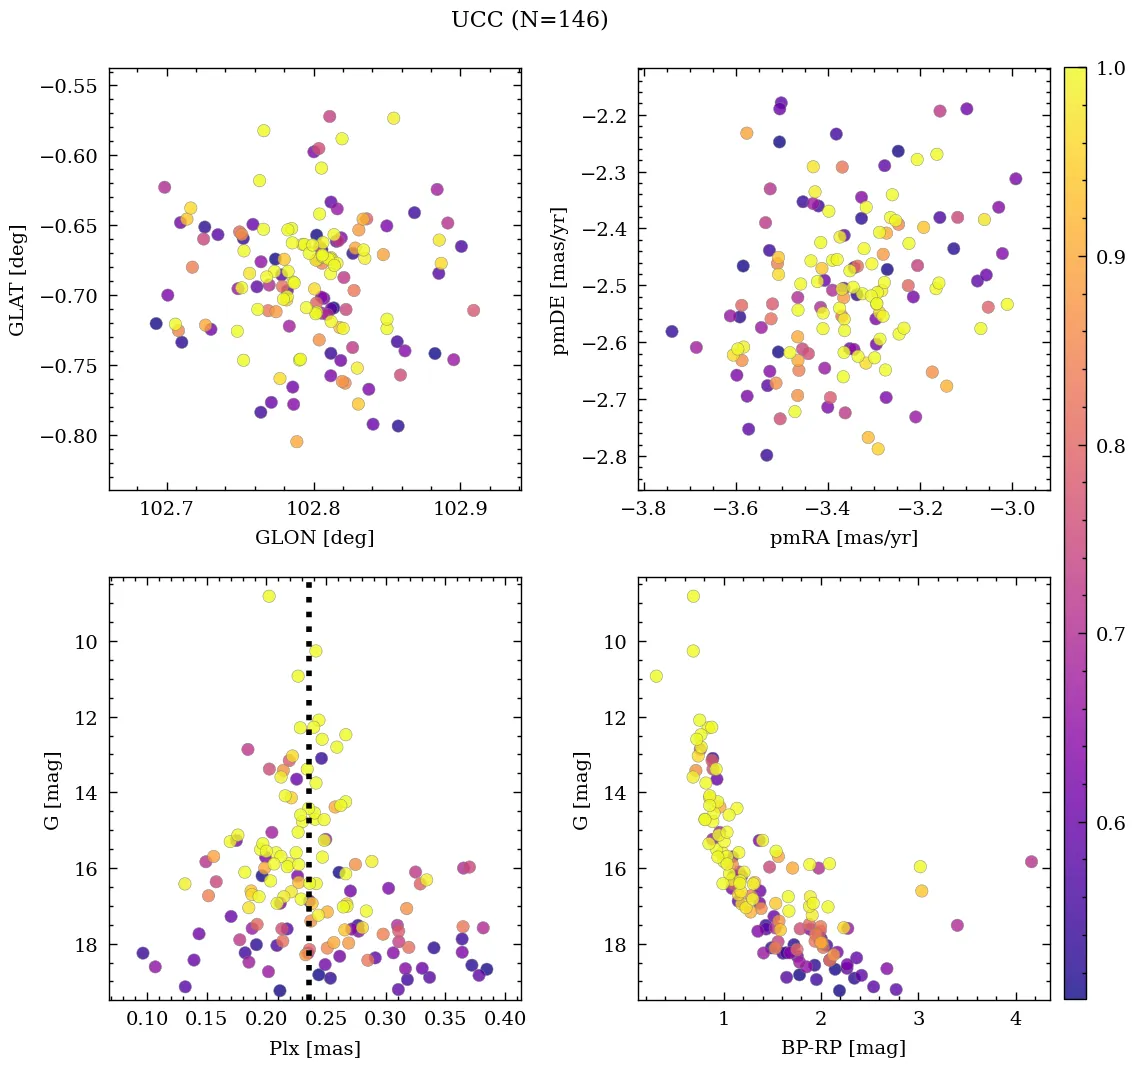 UCC (N=146)
−0.55
−0.60
−0.65
−0.70
−0.75
−0.80
GLAT [deg]
102.7 102.8 102.9
GLON [deg]
−2.2
−2.3
−2.4
−2.5
−2.6
−2.7
−2.8
pmDE [mas/yr]
−3.8 −3.6 −3.4 −3.2 −3.0
pmRA [mas/yr]
1.0
0.9
0.8
0.7
0.6
10
12
14
16
18
G [mag]
0.10 0.15 0.20 0.25 0.30 0.35 0.40
Plx [mas]
10
12
14
16
18
G [mag]
1 2 3 4
BP-RP [mag]